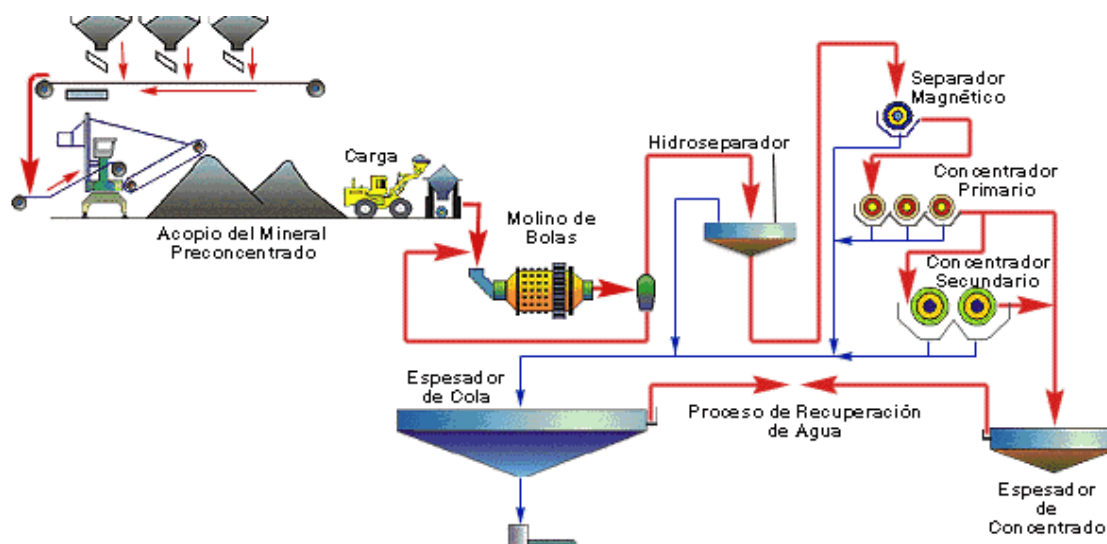 Separador
Magnético
Hidroseparador
Carga
Concentrador
Primario
Molino de
Bolas
Acopio del Mineral
Preconcentrado
Concentrador
Secundario
Espesador
de Cola
Proceso de Recuperación
de Agua
Espesador
de
Concentrado